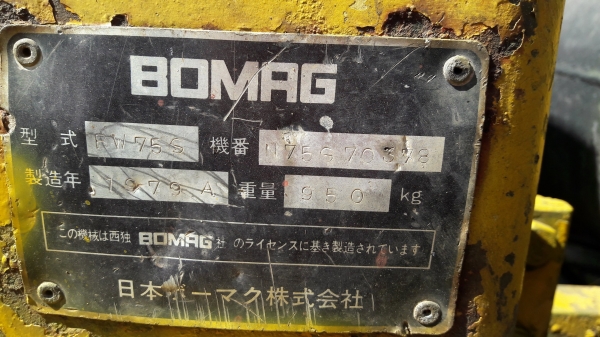 BOMAG
型式 BW75S 機番 N75G70398
製造年 1979A 重量 950 kg
この機械は西独 BOMAG 社 のライセンスに基き製造されています
日本ボーマク株式会社